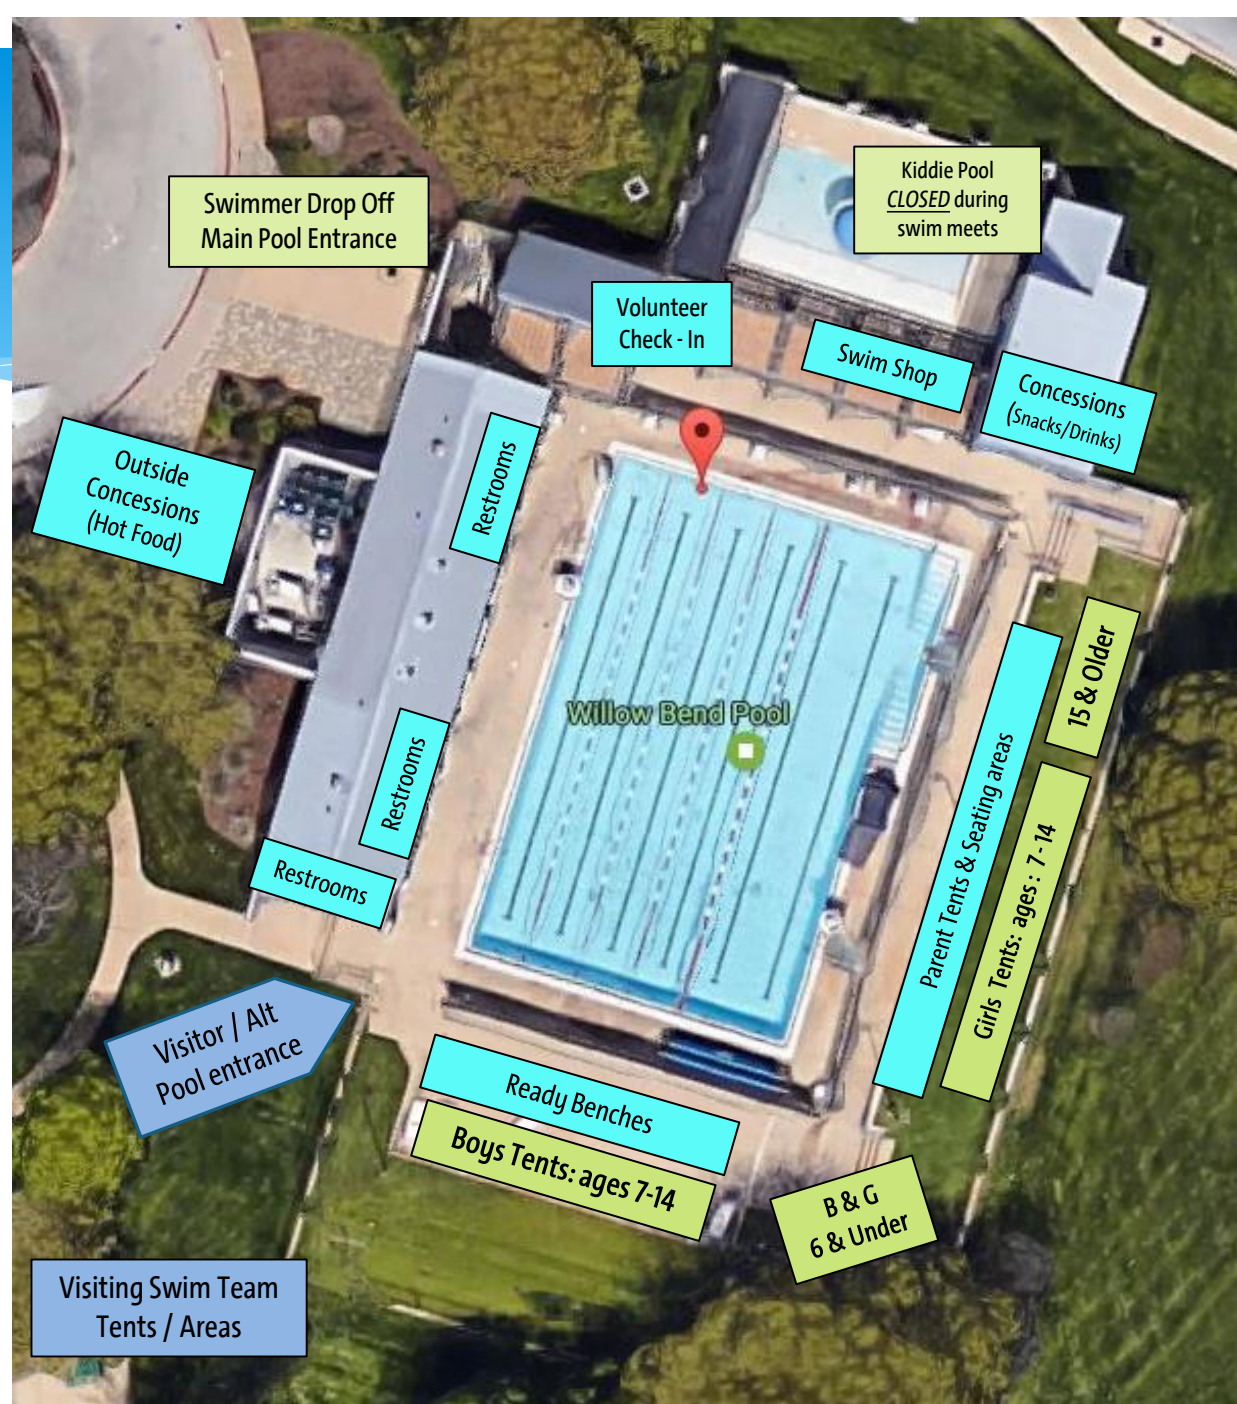 Swimmer Drop Off
Main Pool Entrance
Kiddie Pool
CLOSED during
swim meets
Volunteer
Check - In
Swim Shop
Concessions
(Snacks/Drinks)
Outside
Concessions
(Hot Food)
Restrooms
15 & Older
Willow Bend Pool
Restrooms
Parent Tents & Seating areas
Girls Tents: ages : 7 - 14
Restrooms
Visitor / Alt
Pool entrance
Ready Benches
Boys Tents: ages 7-14
B & G
6 & Under
Visiting Swim Team
Tents / Areas